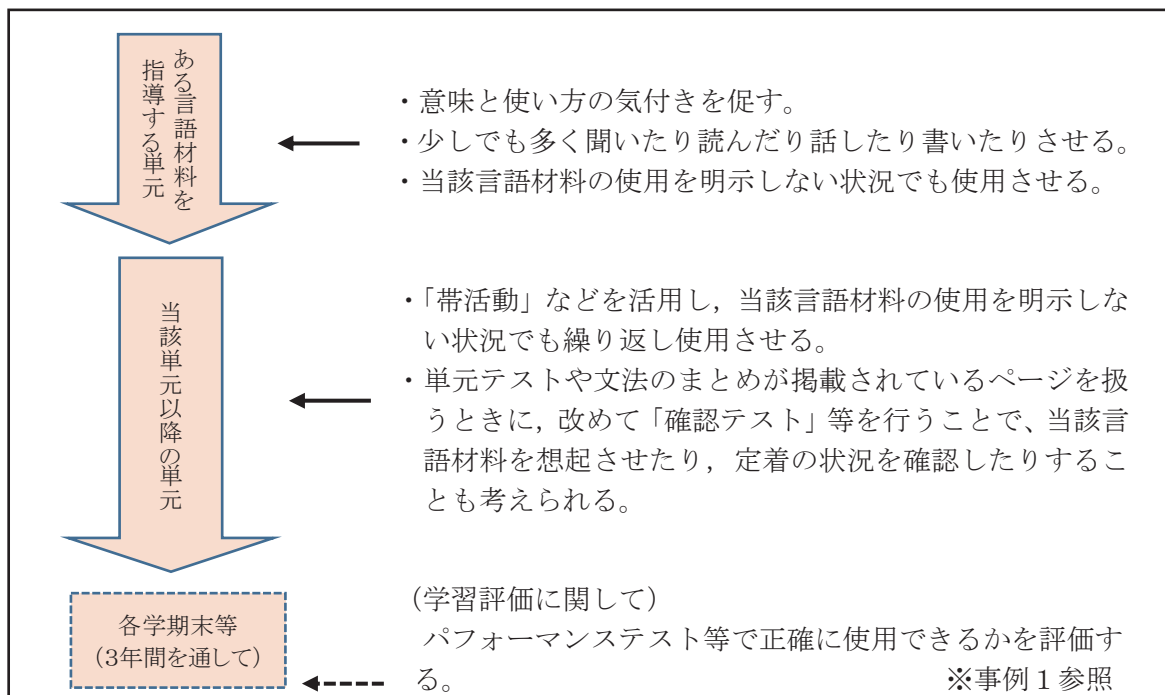 ある言語材料を
指導する単元
・意味と使い方の気付きを促す。
・少しでも多く聞いたり読んだり話したり書いたりさせる。
・当該言語材料の使用を明示しない状況でも使用させる。
当該単元以降の単元
・「帯活動」などを活用し，当該言語材料の使用を明示しな
い状況でも繰り返し使用させる。
・単元テストや文法のまとめが掲載されているページを扱
うときに，改めて「確認テスト」等を行うことで、当該言
語材料を想起させたり，定着の状況を確認したりするこ
とも考えられる。
各学期末等
（3年間を通して）
（学習評価に関して）
パフォーマンステスト等で正確に使用できるかを評価す
る。 ※事例１参照